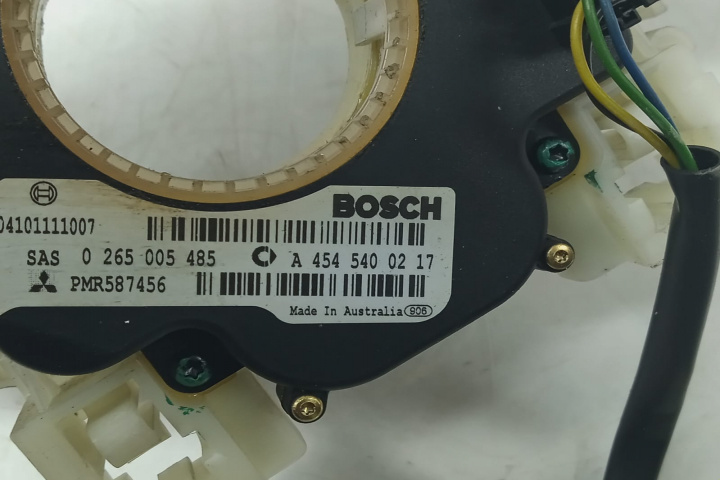 BOSCH
04101111007
SAS 0 265 005 485 A 454 540 02 17
PMR587456
Made In Australia 906